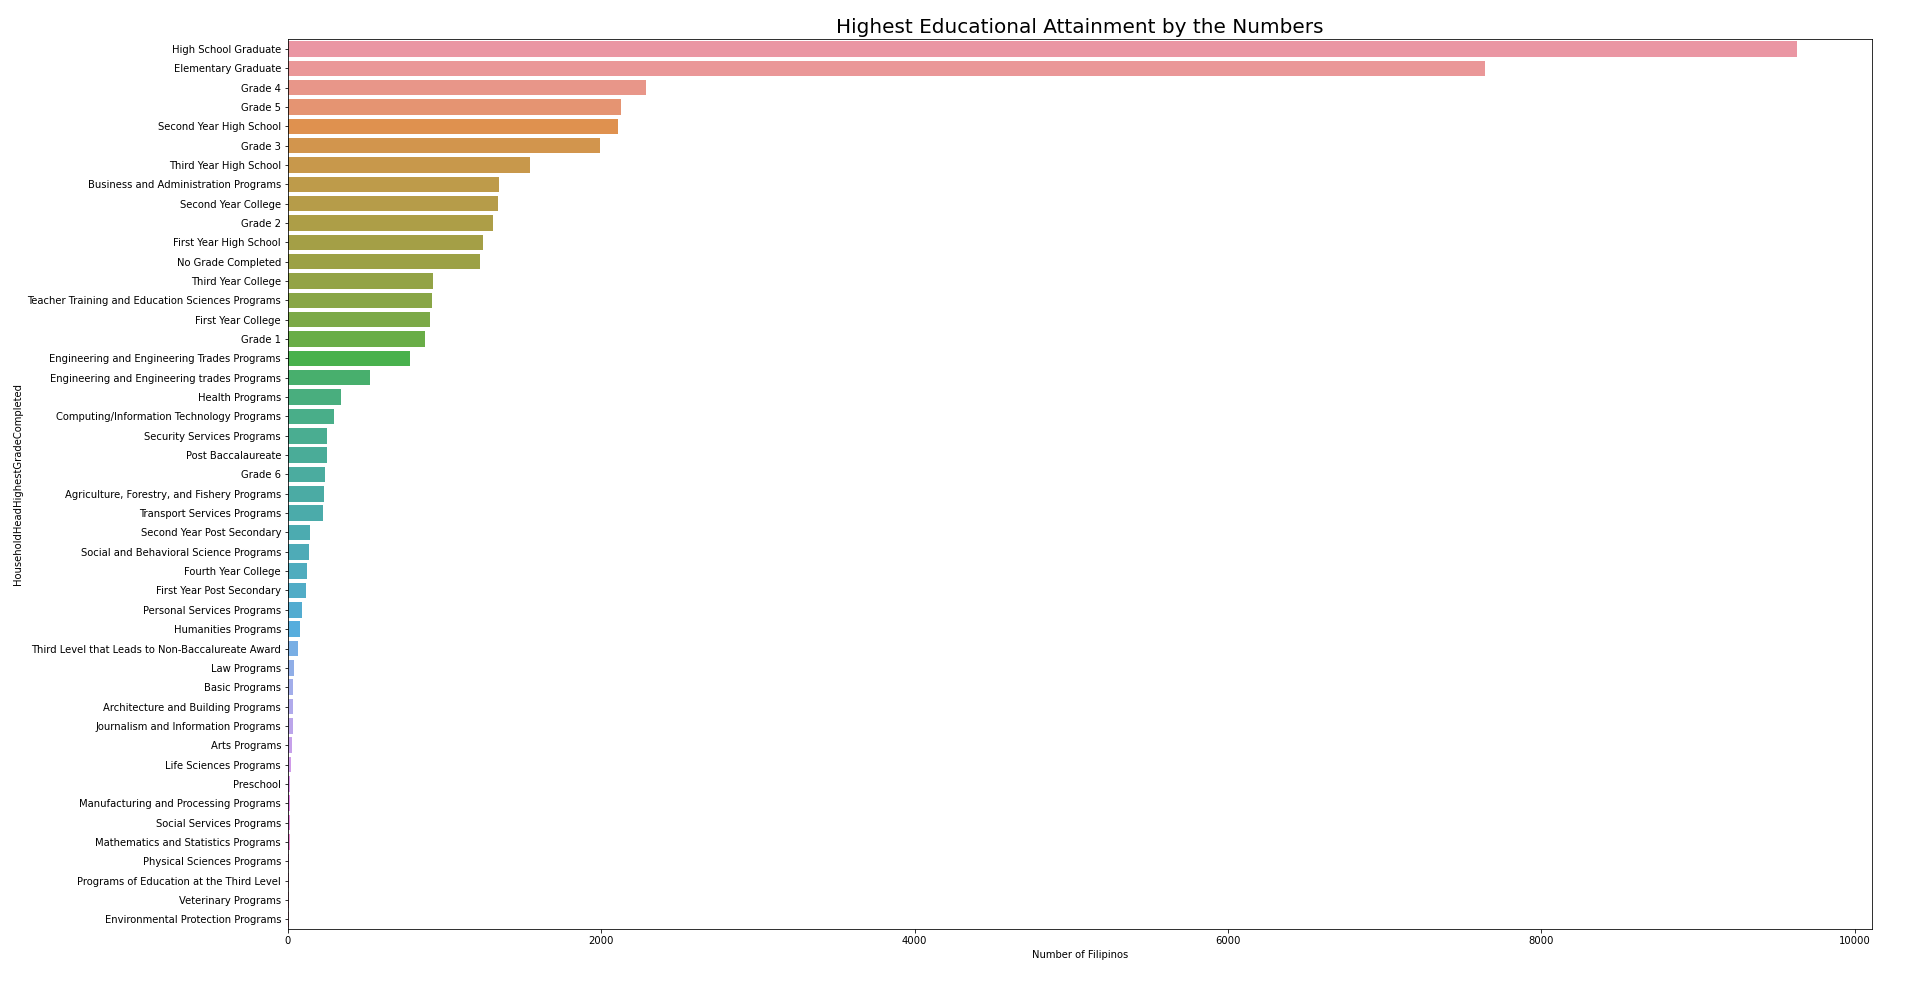 Highest Educational Attainment by the Numbers
High School Graduate
Elementary Graduate
Grade 4
Grade 5
Second Year High School
Grade 3
Third Year High School
Business and Administration Programs
Second Year College
Grade 2
First Year High School
No Grade Completed
Third Year College
Teacher Training and Education Sciences Programs
First Year College
Grade 1
Engineering and Engineering Trades Programs
Engineering and Engineering trades Programs
Health Programs
Computing/Information Technology Programs
Security Services Programs
Post Baccalaureate
Grade 6
Agriculture, Forestry, and Fishery Programs
Transport Services Programs
Second Year Post Secondary
Social and Behavioral Science Programs
Fourth Year College
First Year Post Secondary
Personal Services Programs
Humanities Programs
Third Level that Leads to Non-Baccalureate Award
Law Programs
Basic Programs
Architecture and Building Programs
Journalism and Information Programs
Arts Programs
Life Sciences Programs
Preschool
Manufacturing and Processing Programs
Social Services Programs
Mathematics and Statistics Programs
Physical Sciences Programs
Programs of Education at the Third Level
Veterinary Programs
Environmental Protection Programs
HouseholdHeadHighestGradeCompleted
0 2000 4000 6000 8000 10000
Number of Filipinos